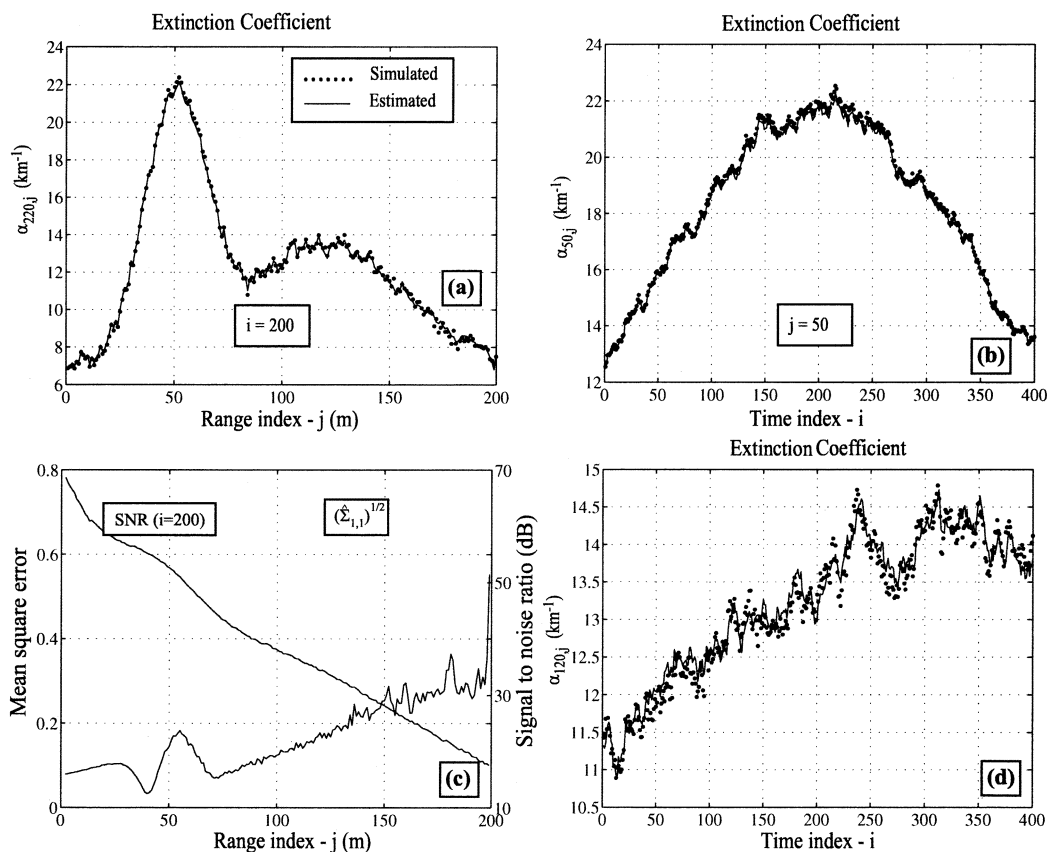 Extinction Coefficient
α220,j (km-1)
24
22
20
18
16
14
12
10
8
6
Simulated
Estimated
(a)
i = 200
0 50 100 150 200
Range index - j (m)
Extinction Coefficient
α50,j (km-1)
24
22
20
18
16
14
12
j = 50
(b)
0 50 100 150 200 250 300 350 400
Time index - i
Mean square error
0.8
0.6
0.4
0.2
0
SNR (i=200)
(Σ̂1,1)1/2
(c)
70
50
30
10
Signal to noise ratio (dB)
0 50 100 150 200
Range index - j (m)
Extinction Coefficient
α120,j (km-1)
15
14.5
14
13.5
13
12.5
12
11.5
11
10.5
(d)
0 50 100 150 200 250 300 350 400
Time index - i